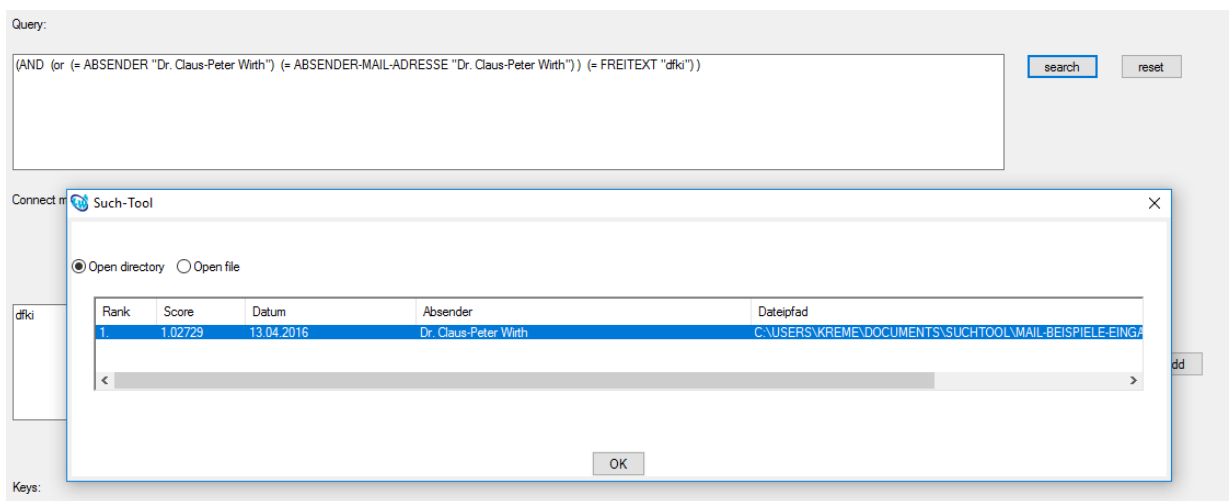 Query:
(AND (or (= ABSENDER "Dr. Claus-Peter Wirth") (= ABSENDER-MAIL-ADRESSE "Dr. Claus-Peter Wirth") ) (= FREITEXT "dfki") )
search reset
Connect m
Such-Tool
Open directory Open file
dfki
Rank Score Datum Absender Dateipfad
1. 1.02729 13.04.2016 Dr. Claus-Peter Wirth C:\USERS\KREME\DOCUMENTS\SUCHTOOL\MAIL-BEISPIELE-EINGA
dd
OK
Keys: